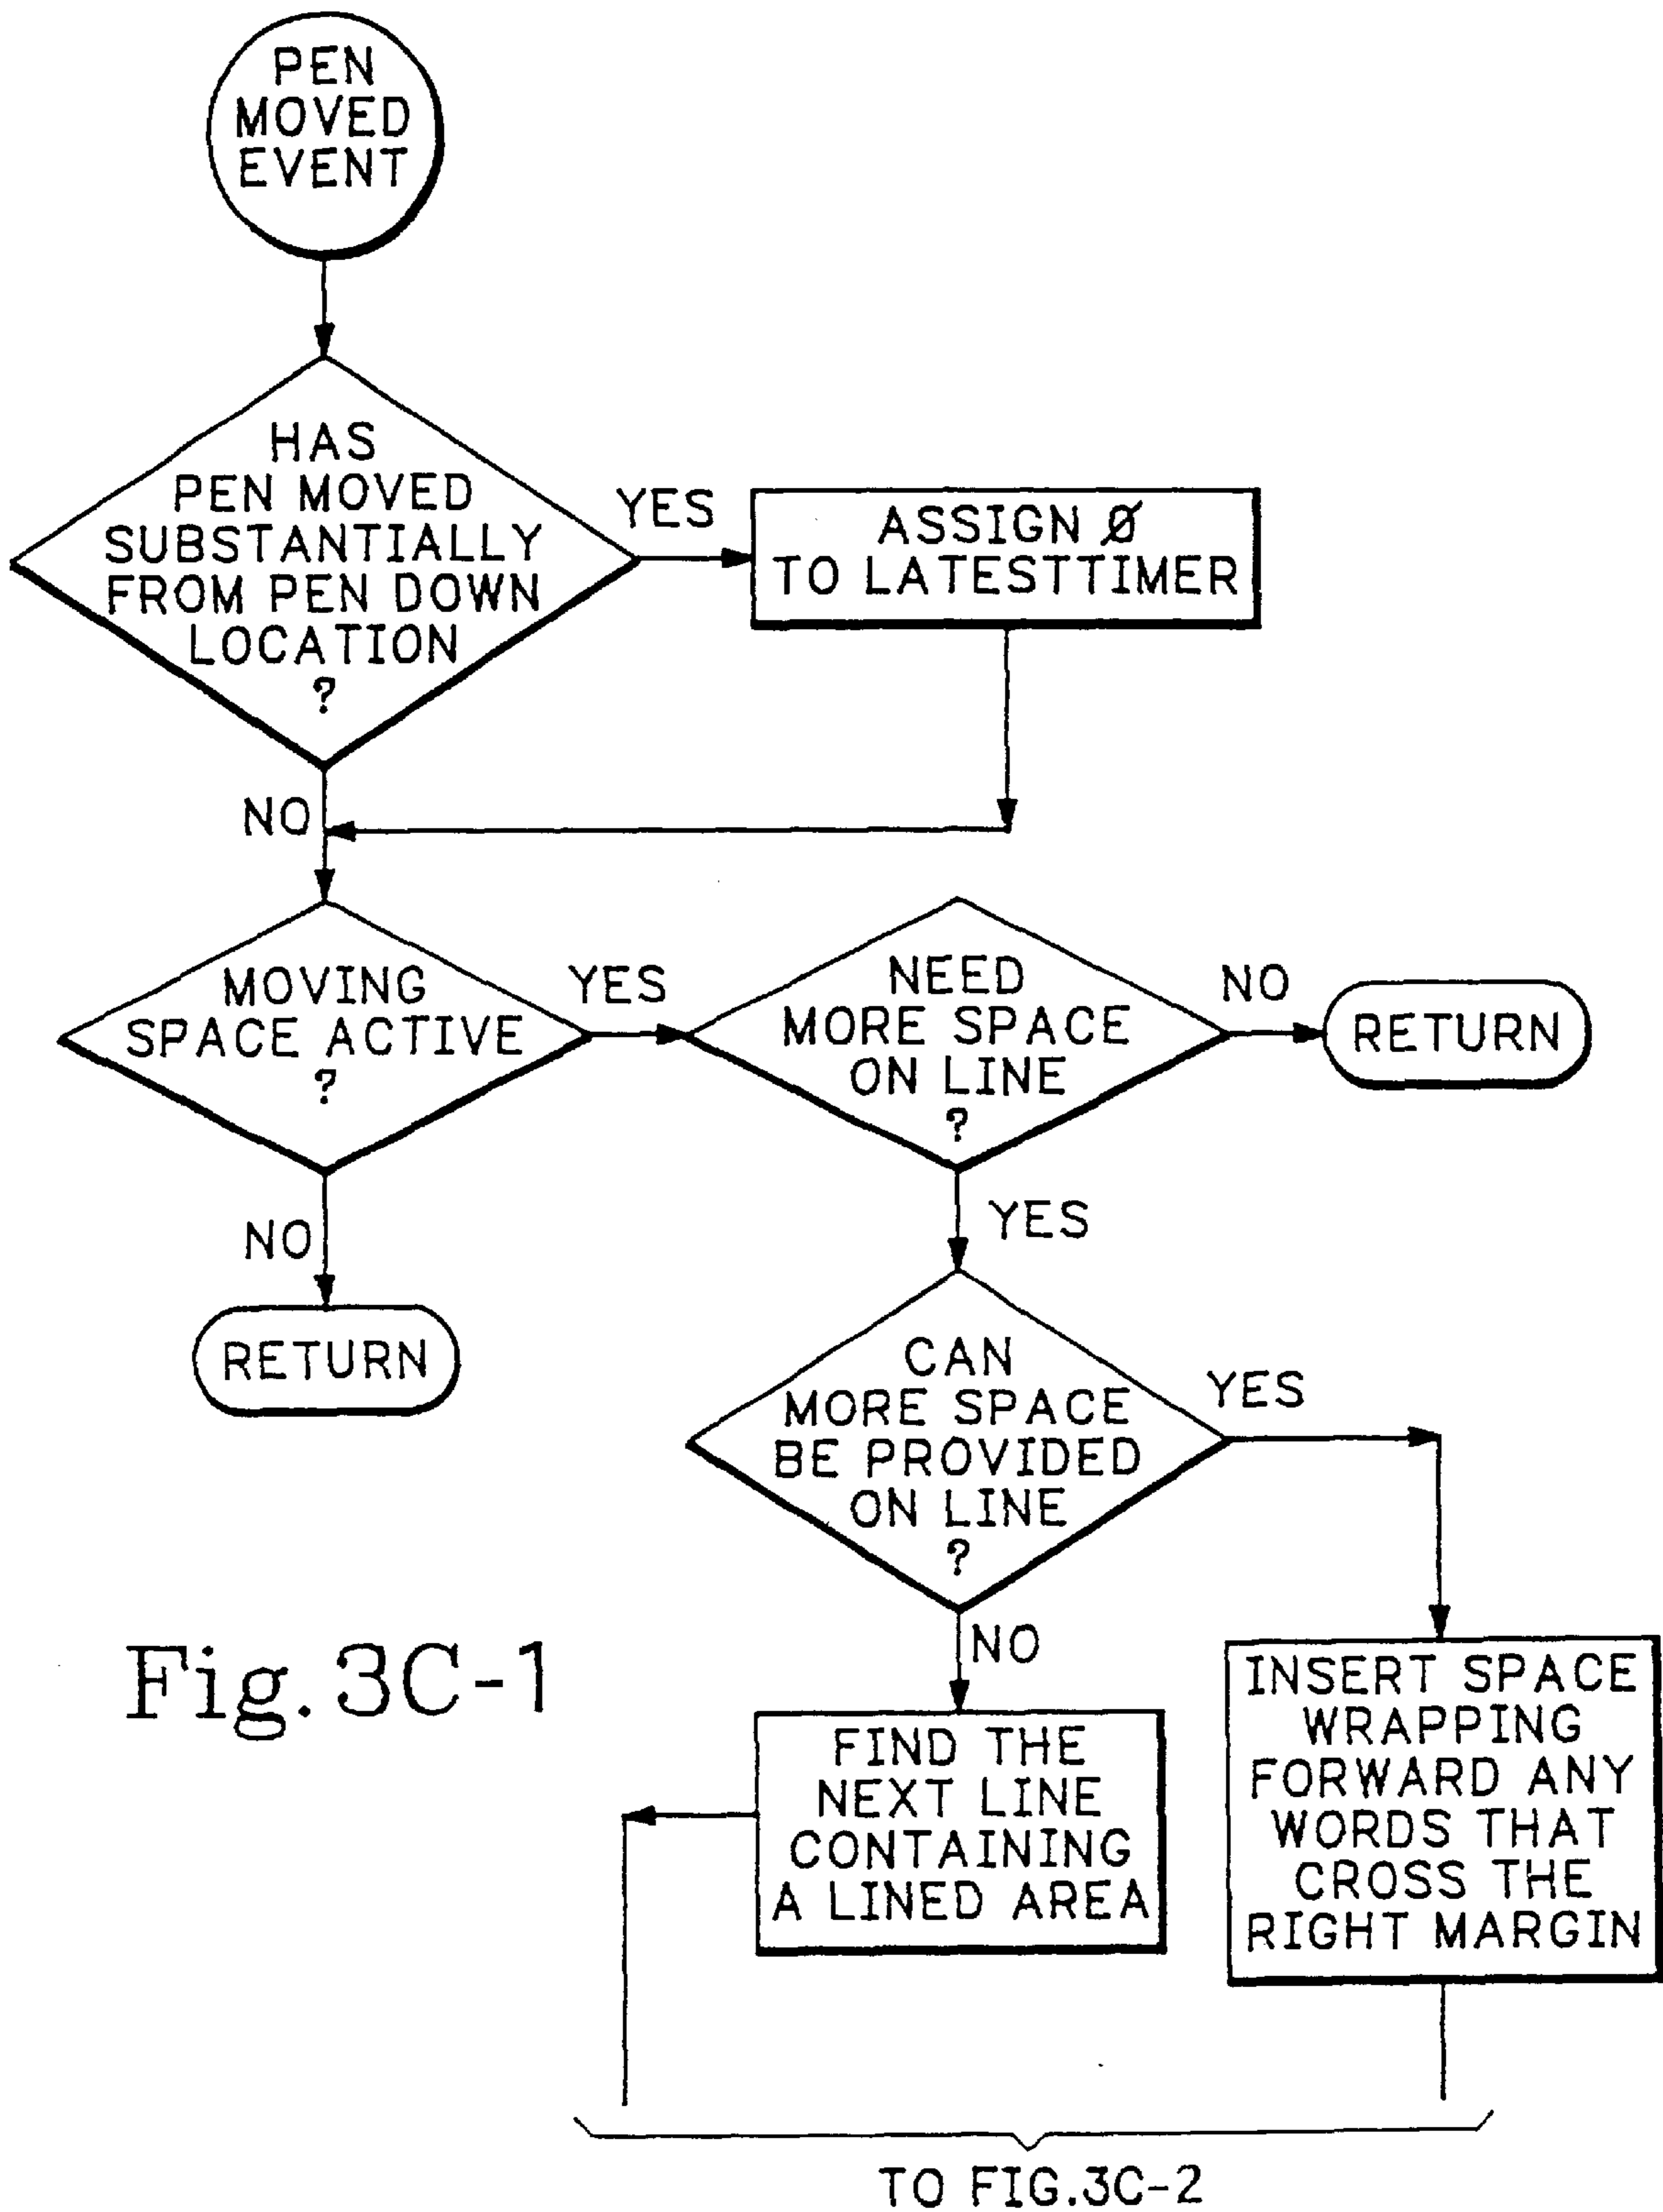 PEN
MOVED
EVENT
HAS
PEN MOVED
SUBSTANTIALLY
FROM PEN DOWN
LOCATION
?
YES
ASSIGN Ø
TO LATESTTIMER
NO
MOVING
SPACE ACTIVE
?
YES
NEED
MORE SPACE
ON LINE
?
NO
RETURN
NO
RETURN
YES
CAN
MORE SPACE
BE PROVIDED
ON LINE
?
YES
NO
INSERT SPACE
WRAPPING
FORWARD ANY
WORDS THAT
CROSS THE
RIGHT MARGIN
FIND THE
NEXT LINE
CONTAINING
A LINED AREA
Fig. 3C-1
TO FIG.3C-2